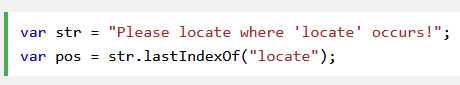 var str = "Please locate where 'locate' occurs!";
var pos = str.lastIndexOf("locate");